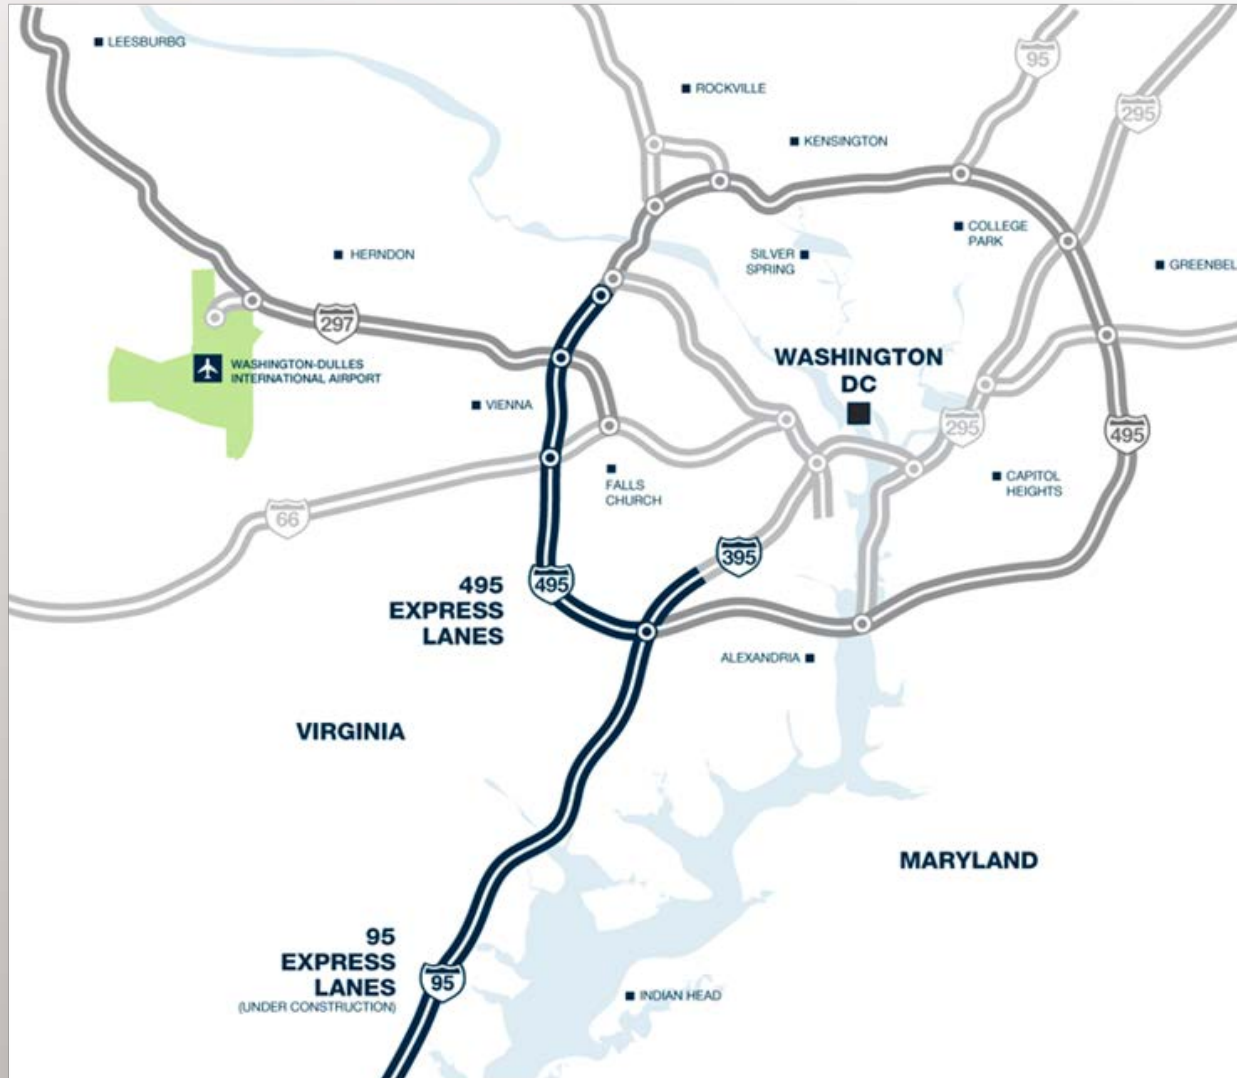 LEESBURBG
95
ROCKVILLE
295
KENSINGTON
COLLEGE
PARK
HERNDON
SILVER
SPRING
GREENBEL
297
WASHINGTON
DC
WASHINGTON-DULLES
INTERNATIONAL AIRPORT
VIENNA
295
495
FALLS
CHURCH
CAPITOL
HEIGHTS
66
395
495
EXPRESS
LANES
495
ALEXANDRIA
VIRGINIA
MARYLAND
95
EXPRESS
LANES
(UNDER CONSTRUCTION)
95
INDIAN HEAD